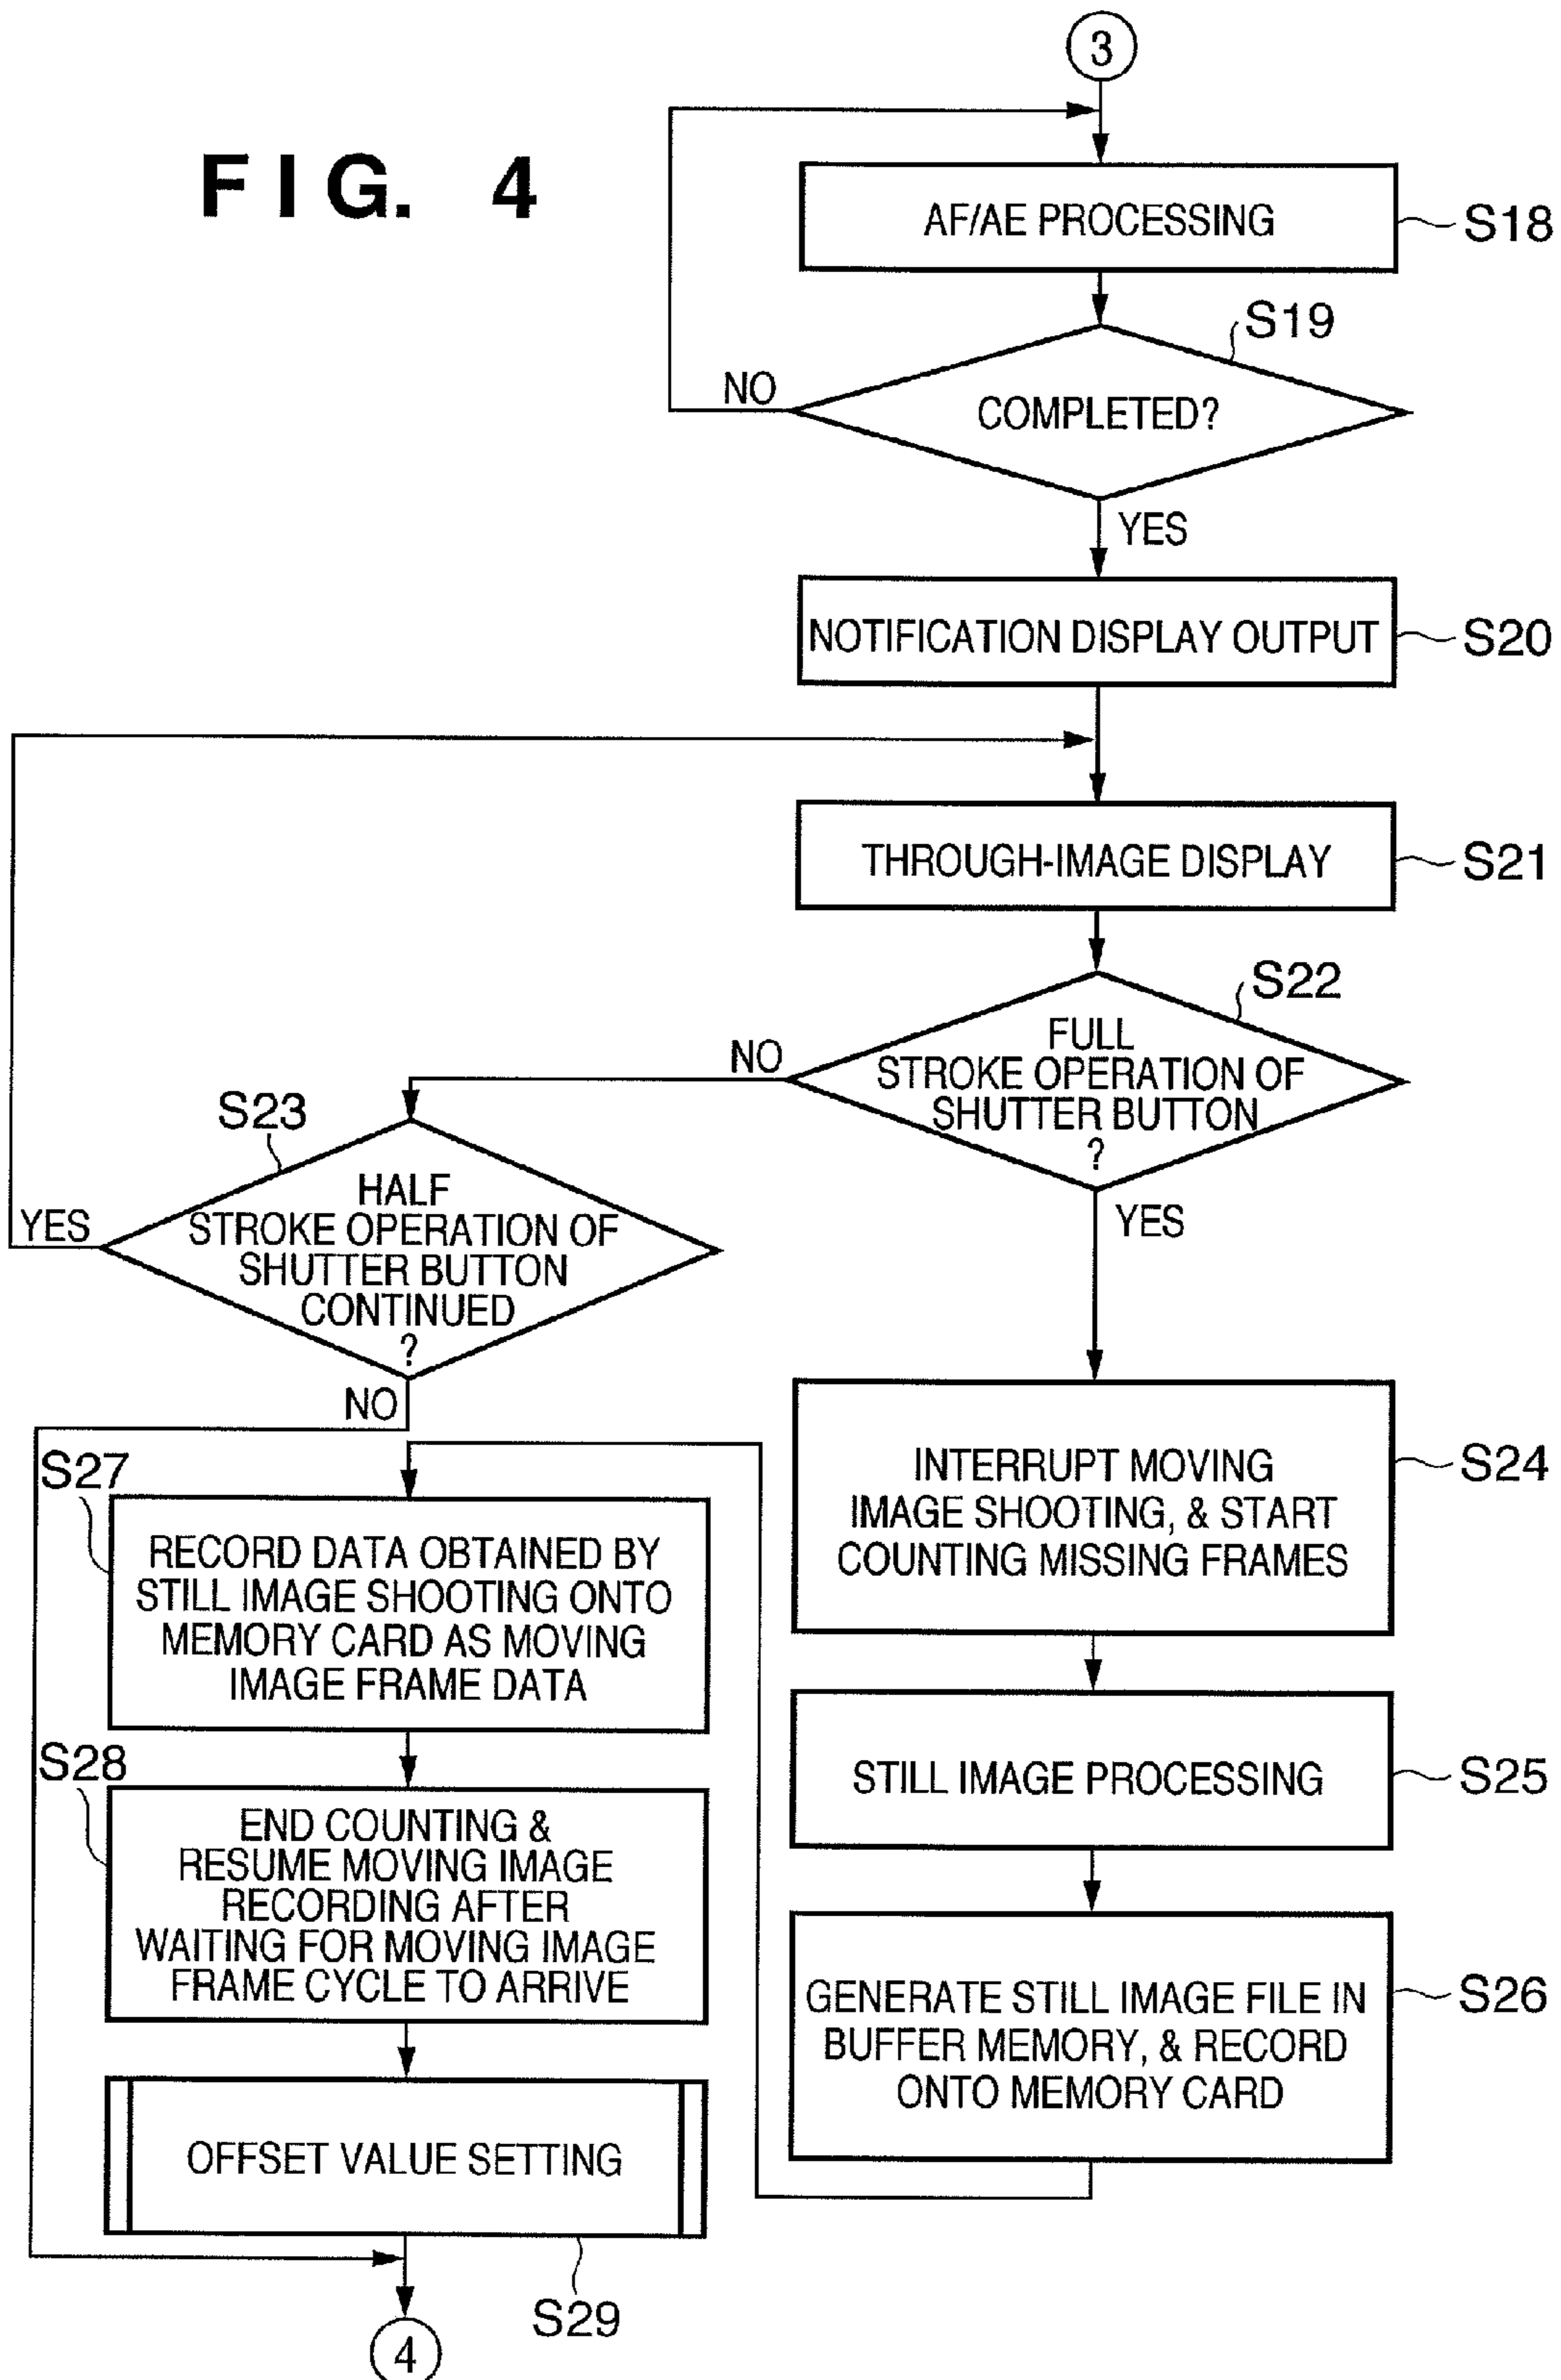 3
FIG. 4
AF/AE PROCESSING
S18
S19
NO
COMPLETED?
YES
NOTIFICATION DISPLAY OUTPUT
S20
THROUGH-IMAGE DISPLAY
S21
S22
NO
FULL
STROKE OPERATION OF
SHUTTER BUTTON
?
YES
S23
HALF
STROKE OPERATION OF
SHUTTER BUTTON
CONTINUED
?
YES
NO
INTERRUPT MOVING
IMAGE SHOOTING, & START
COUNTING MISSING FRAMES
S24
STILL IMAGE PROCESSING
S25
GENERATE STILL IMAGE FILE IN
BUFFER MEMORY, & RECORD
ONTO MEMORY CARD
S26
S27
RECORD DATA OBTAINED BY
STILL IMAGE SHOOTING ONTO
MEMORY CARD AS MOVING
IMAGE FRAME DATA
S28
END COUNTING &
RESUME MOVING IMAGE
RECORDING AFTER
WAITING FOR MOVING IMAGE
FRAME CYCLE TO ARRIVE
OFFSET VALUE SETTING
S29
4